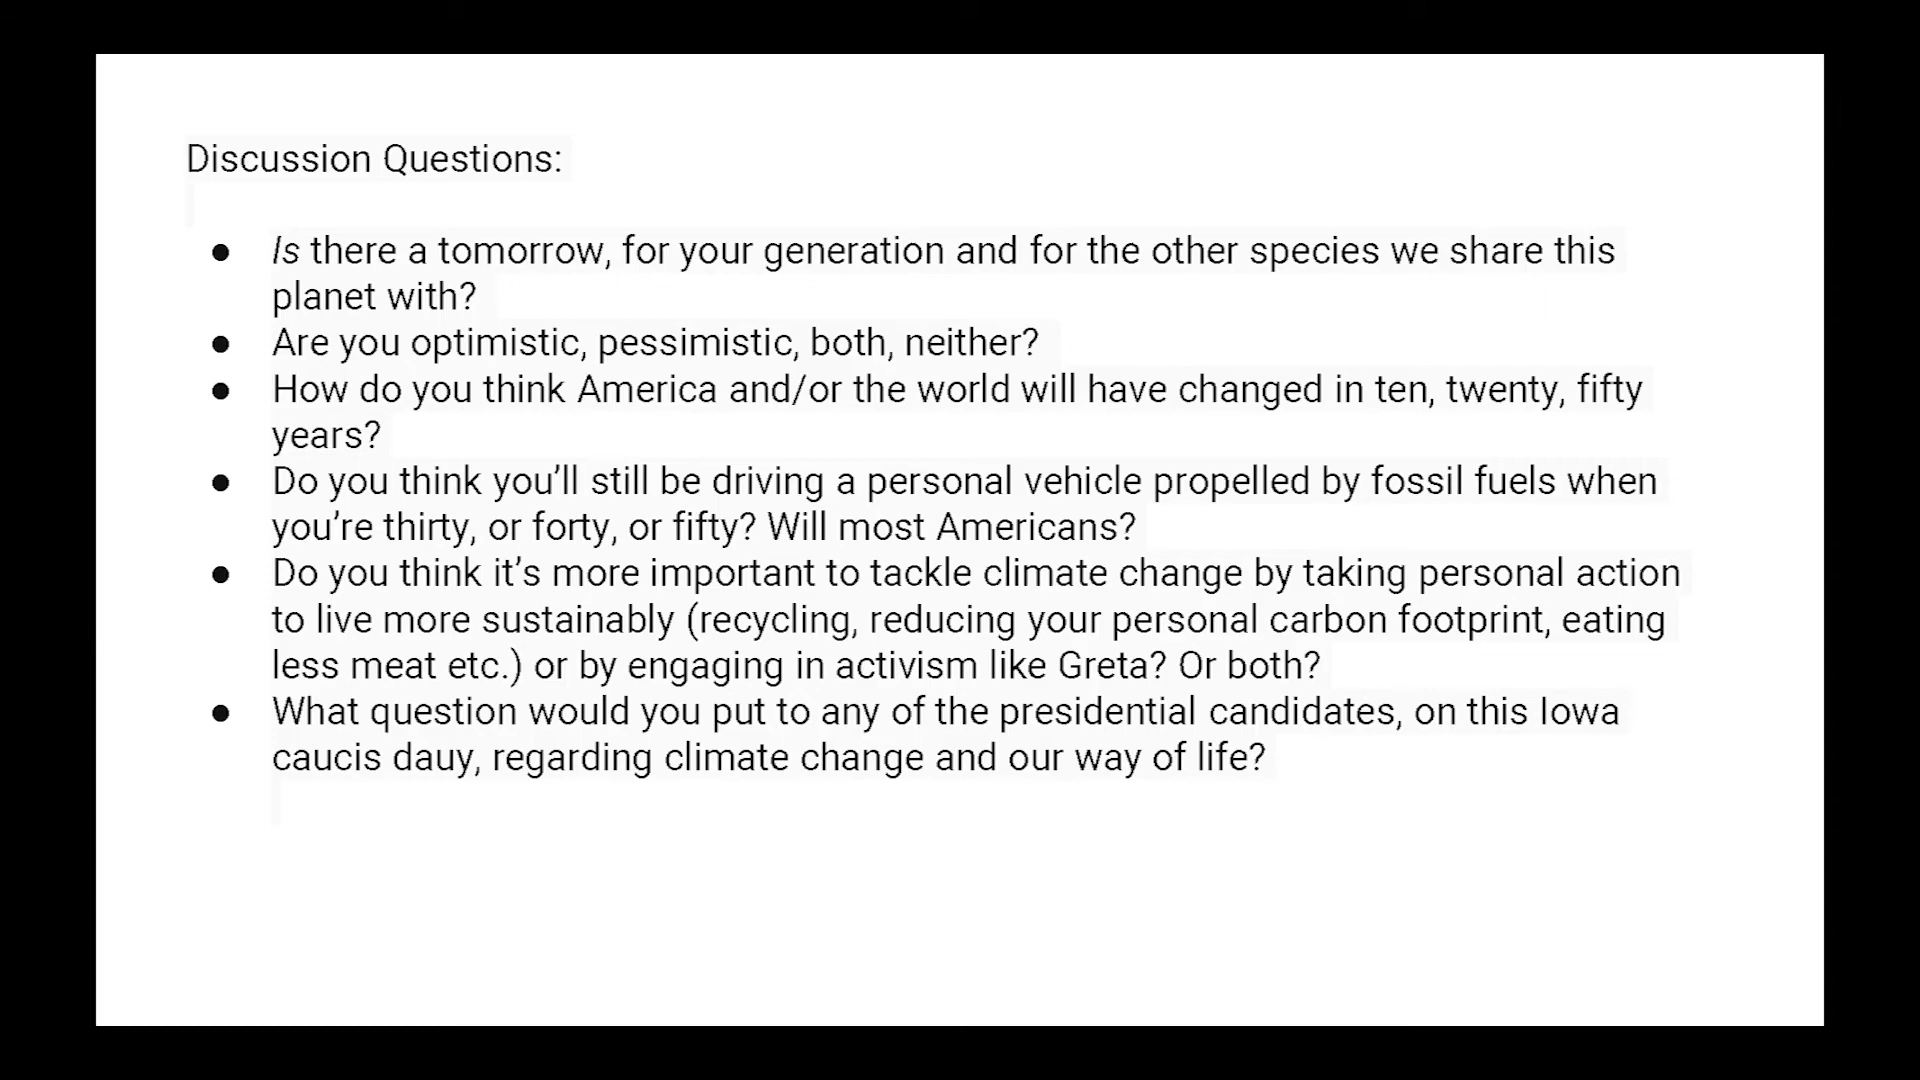 Discussion Questions:
● Is there a tomorrow, for your generation and for the other species we share this
planet with?
● Are you optimistic, pessimistic, both, neither?
● How do you think America and/or the world will have changed in ten, twenty, fifty
years?
● Do you think you’ll still be driving a personal vehicle propelled by fossil fuels when
you’re thirty, or forty, or fifty? Will most Americans?
● Do you think it’s more important to tackle climate change by taking personal action
to live more sustainably (recycling, reducing your personal carbon footprint, eating
less meat etc.) or by engaging in activism like Greta? Or both?
● What question would you put to any of the presidential candidates, on this Iowa
caucis dauy, regarding climate change and our way of life?